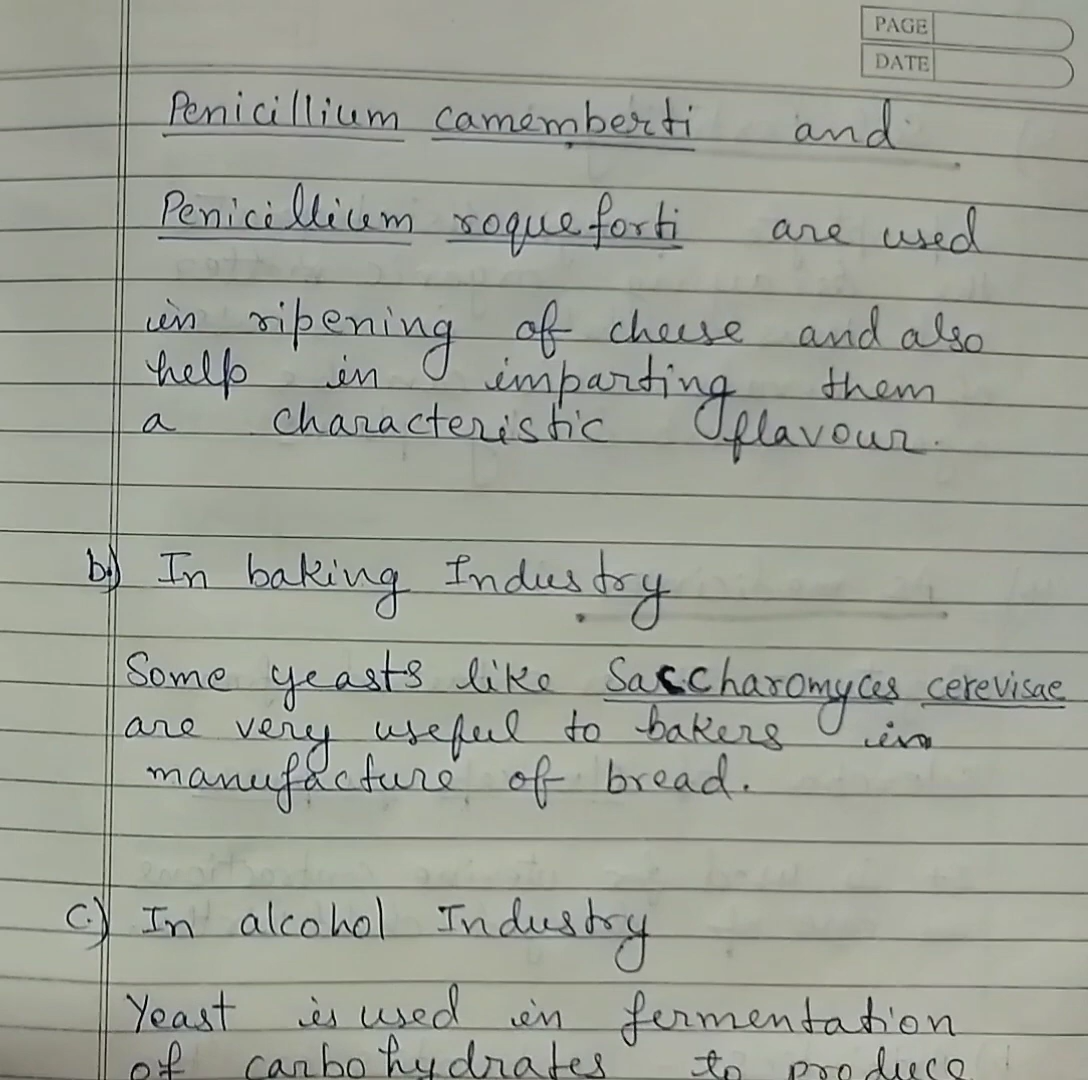 PAGE
DATE
Penicillium camemberti and
Penicillium roqueforti are used
in ripening of cheese and also
help in imparting them
a characteristic flavour.
b) In baking Industry
Some yeasts like Saccharomyces cerevisae
are very useful to bakers in
manufacture of bread.
c) In alcohol Industry
Yeast is used in fermentation
of carbohydrates to produce